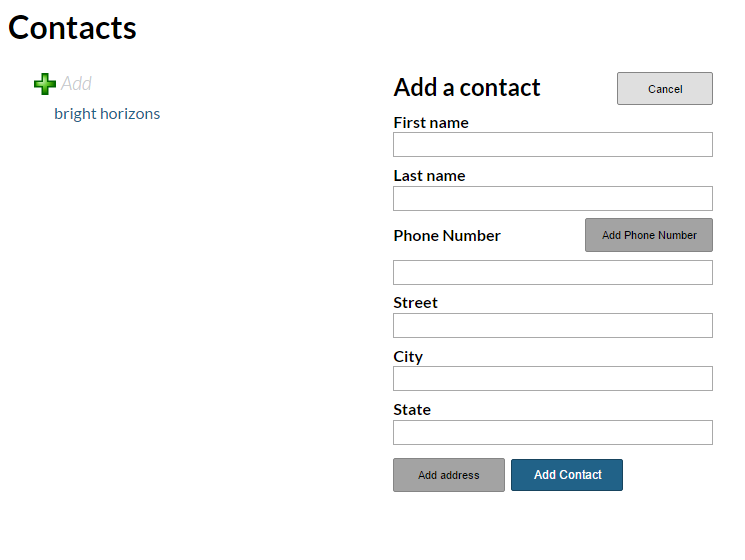 Contacts
Add
bright horizons
Add a contact
Cancel
First name
Last name
Phone Number
Add Phone Number
Street
City
State
Add address
Add Contact